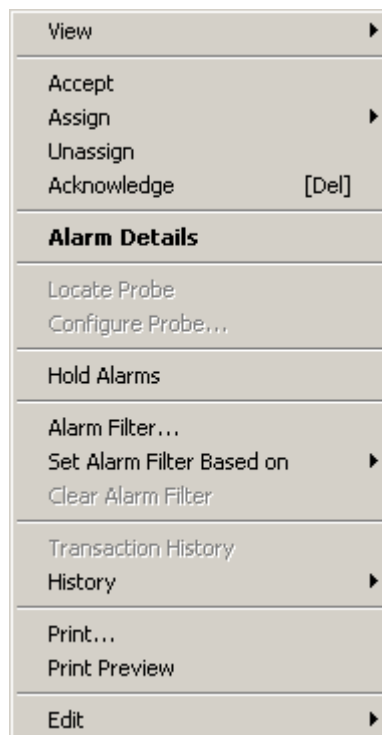 View
Accept
Assign
Unassign
Acknowledge [Del]
Alarm Details
Locate Probe
Configure Probe...
Hold Alarms
Alarm Filter...
Set Alarm Filter Based on
Clear Alarm Filter
Transaction History
History
Print...
Print Preview
Edit